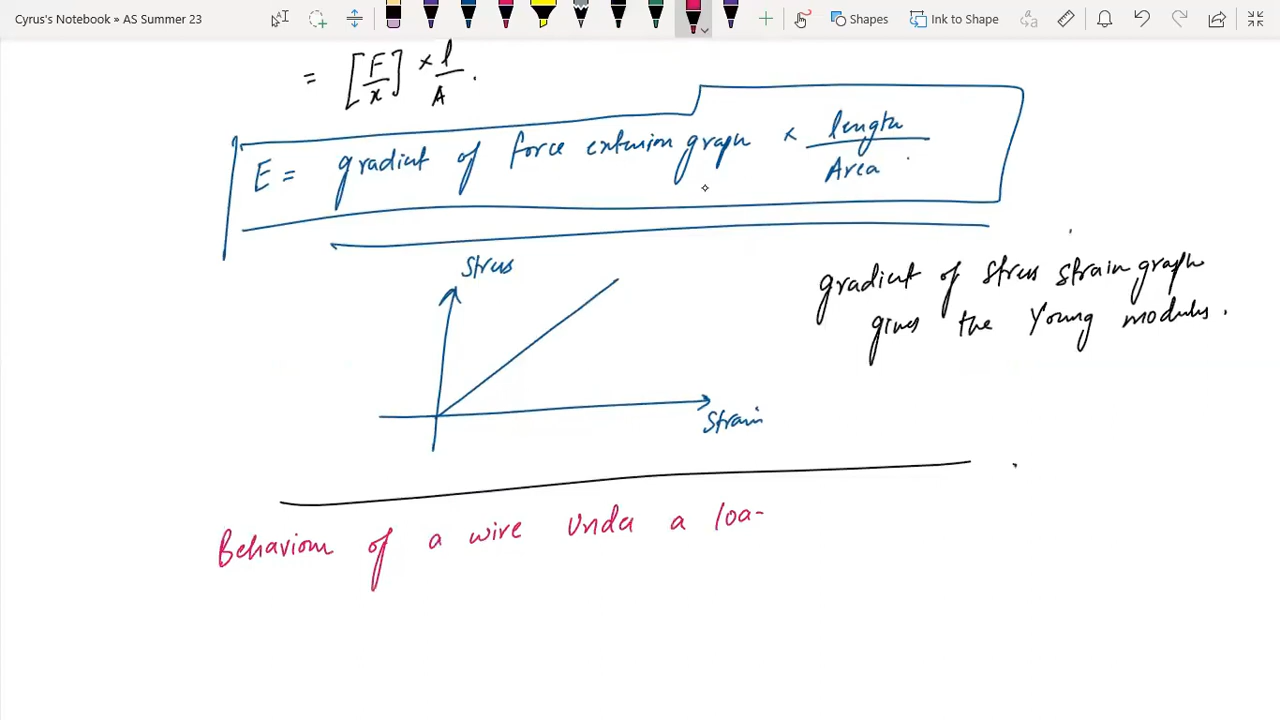 Cyrus's Notebook » AS Summer 23
Shapes
Ink to Shape
= [F/x] × l/A.
E = gradient of force extension graph × length/Area
Stress
gradient of stress strain graph
gives the Young modulus.
Strain
Behaviour of a wire Under a loa-